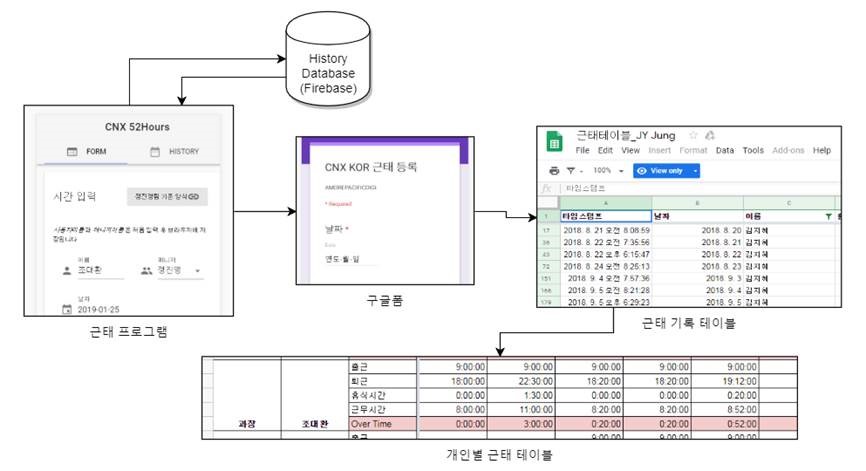 History
Database
(Firebase)
CNX 52Hours
FORM
HISTORY
시간 입력
정진영팀 기준 양식
사용자이름과 매니저이름은 처음 입력 후 브라우저에 저
장됩니다
이름
매니저
조대환
정진영
날짜
2019-01-25
근태 프로그램
CNX KOR 근태 등록
AMOREPACIFICDIGI
* Required
날짜 *
Date
연도-월-일
구글폼
근태테이블_JY Jung
File Edit View Insert Format Data Tools Add-ons Help
100% View only
fx 타임스탬프
A B C
1 타임스탬프 날짜 이름
17 2018. 8. 21 오전 8:08:59 2018. 8. 20 김지혜
36 2018. 8. 22 오전 7:35:56 2018. 8. 21 김지혜
43 2018. 8. 22 오후 6:15:47 2018. 8. 22 김지혜
72 2018. 8. 24 오전 8:25:13 2018. 8. 23 김지혜
151 2018. 9. 4 오전 7:57:36 2018. 9. 3 김지혜
166 2018. 9. 5 오전 8:21:28 2018. 9. 4 김지혜
179 2018. 9. 5 오후 6:29:23 2018. 9. 5 김지혜
근태 기록 테이블
출근 9:00:00 9:00:00 9:00:00 9:00:00 9:00:00
퇴근 18:00:00 22:30:00 18:20:00 18:20:00 19:12:00
휴식시간 0:00:00 1:30:00 0:00:00 0:00:00 0:20:00
근무시간 8:00:00 11:00:00 8:20:00 8:20:00 8:52:00
과장 조대환 Over Time 0:00:00 3:00:00 0:20:00 0:20:00 0:52:00
출근 9:00:00 9:00:00 9:00:00
개인별 근태 테이블